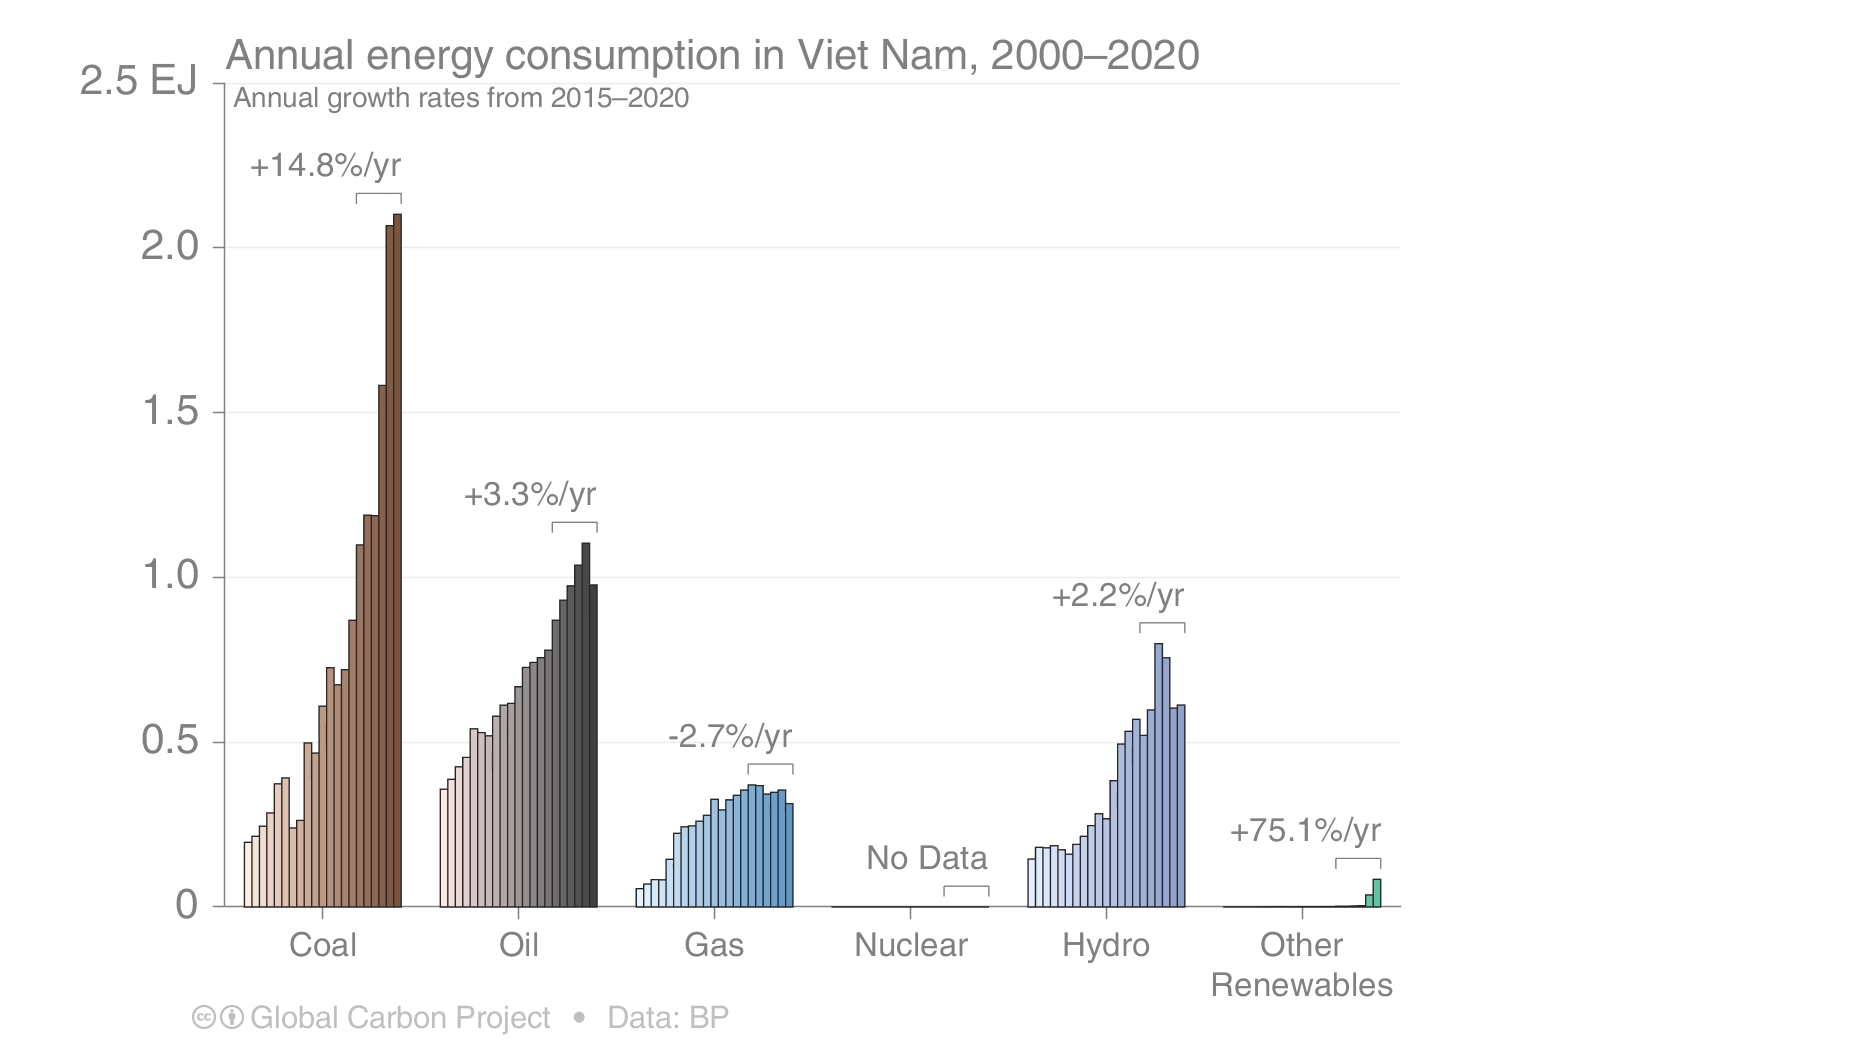 Annual energy consumption in Viet Nam, 2000–2020
2.5 EJ
Annual growth rates from 2015–2020
+14.8%/yr
2.0
1.5
+3.3%/yr
1.0
+2.2%/yr
-2.7%/yr
0.5
+75.1%/yr
No Data
0
Coal
Oil
Gas
Nuclear
Hydro
Other
Renewables
cc Global Carbon Project • Data: BP